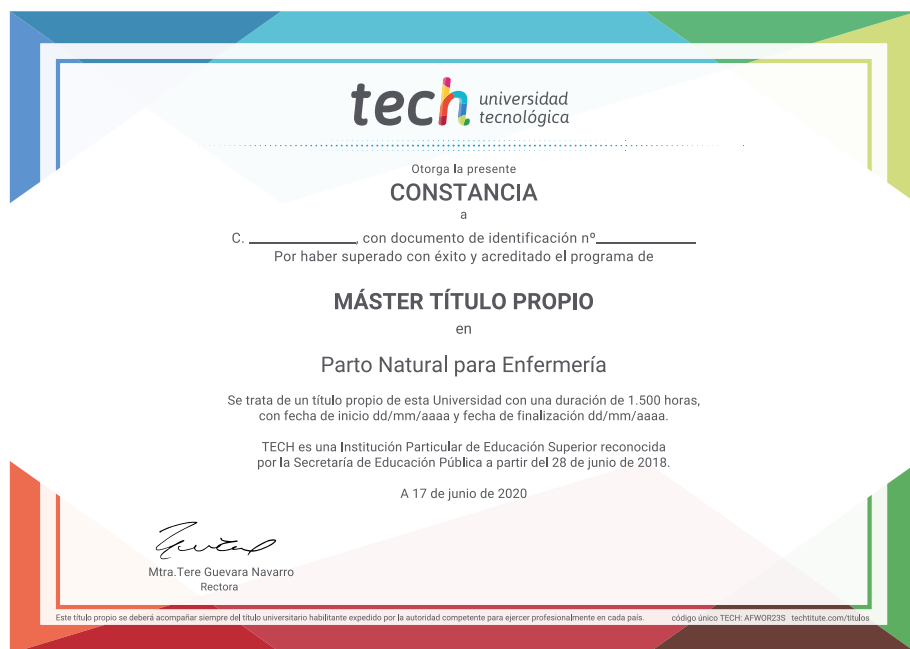 tech universidad
tecnológica
Otorga la presente
CONSTANCIA
a
C. ____________, con documento de identificación nº____________
Por haber superado con éxito y acreditado el programa de
MÁSTER TÍTULO PROPIO
en
Parto Natural para Enfermería
Se trata de un título propio de esta Universidad con una duración de 1.500 horas,
con fecha de inicio dd/mm/aaaa y fecha de finalización dd/mm/aaaa.
TECH es una Institución Particular de Educación Superior reconocida
por la Secretaría de Educación Pública a partir del 28 de junio de 2018.
A 17 de junio de 2020
Mtra.Tere Guevara Navarro
Rectora
Este título propio se deberá acompañar siempre del título universitario habilitante expedido por la autoridad competente para ejercer profesionalmente en cada país. código único TECH: AFWOR23S techtitute.com/titulos